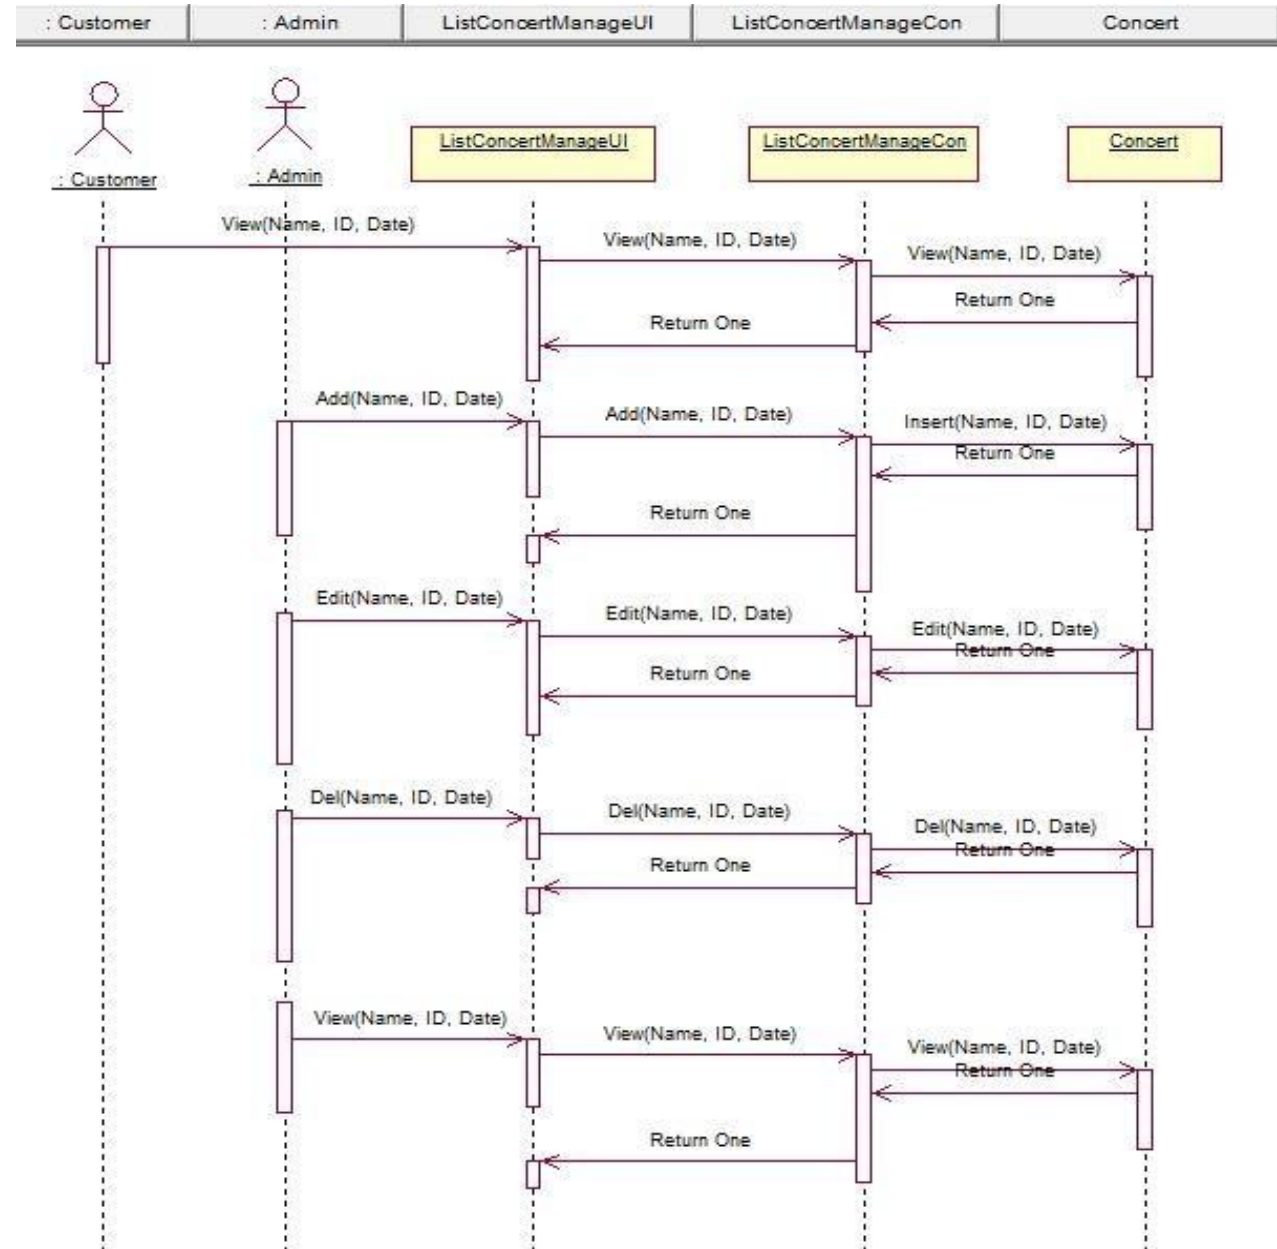 : Customer
: Admin
ListConcertManageUI
ListConcertManageCon
Concert
ListConcertManageUI
ListConcertManageCon
Concert
: Customer
: Admin
View(Name, ID, Date)
View(Name, ID, Date)
View(Name, ID, Date)
Return One
Return One
Add(Name, ID, Date)
Add(Name, ID, Date)
Insert(Name, ID, Date)
Return One
Return One
Edit(Name, ID, Date)
Edit(Name, ID, Date)
Edit(Name, ID, Date)
Return One
Return One
Del(Name, ID, Date)
Del(Name, ID, Date)
Del(Name, ID, Date)
Return One
Return One
View(Name, ID, Date)
View(Name, ID, Date)
View(Name, ID, Date)
Return One
Return One